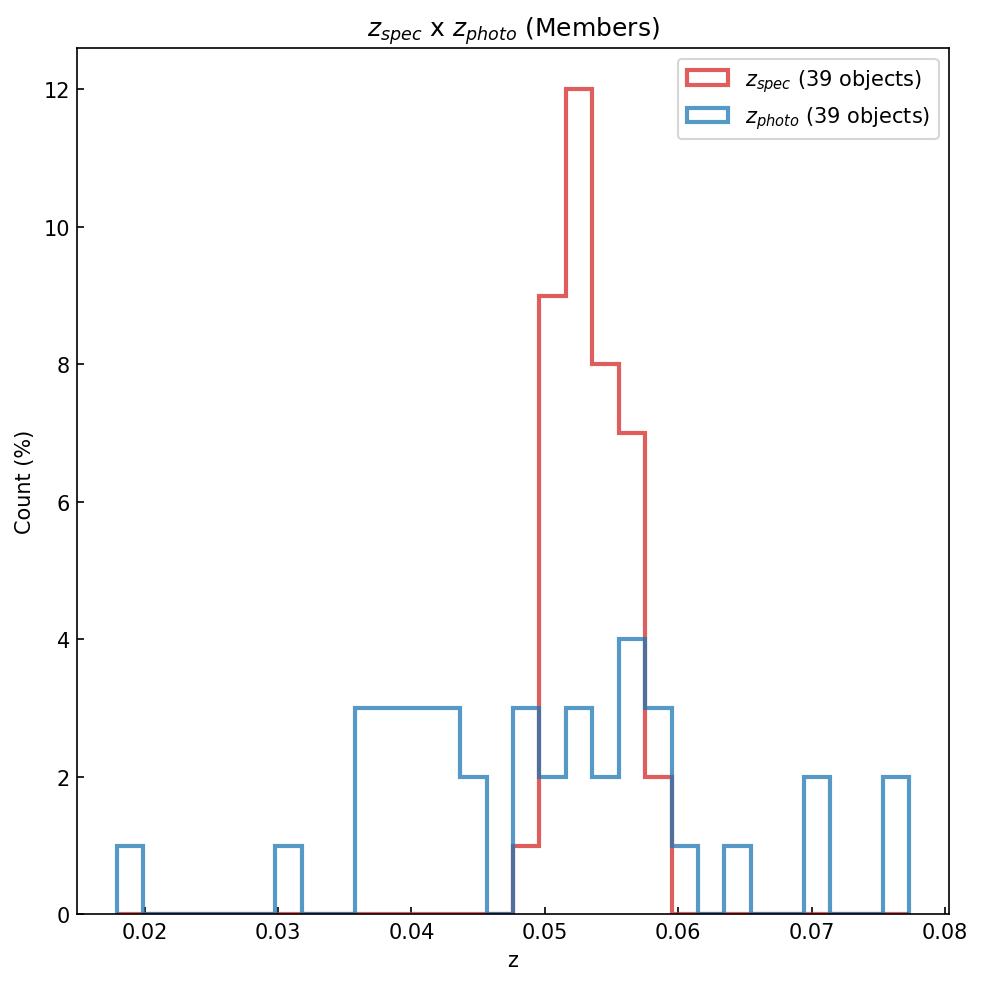 z_spec x z_photo (Members)
z_spec (39 objects)
z_photo (39 objects)
Count (%)
12
10
8
6
4
2
0
0.02 0.03 0.04 0.05 0.06 0.07 0.08
z